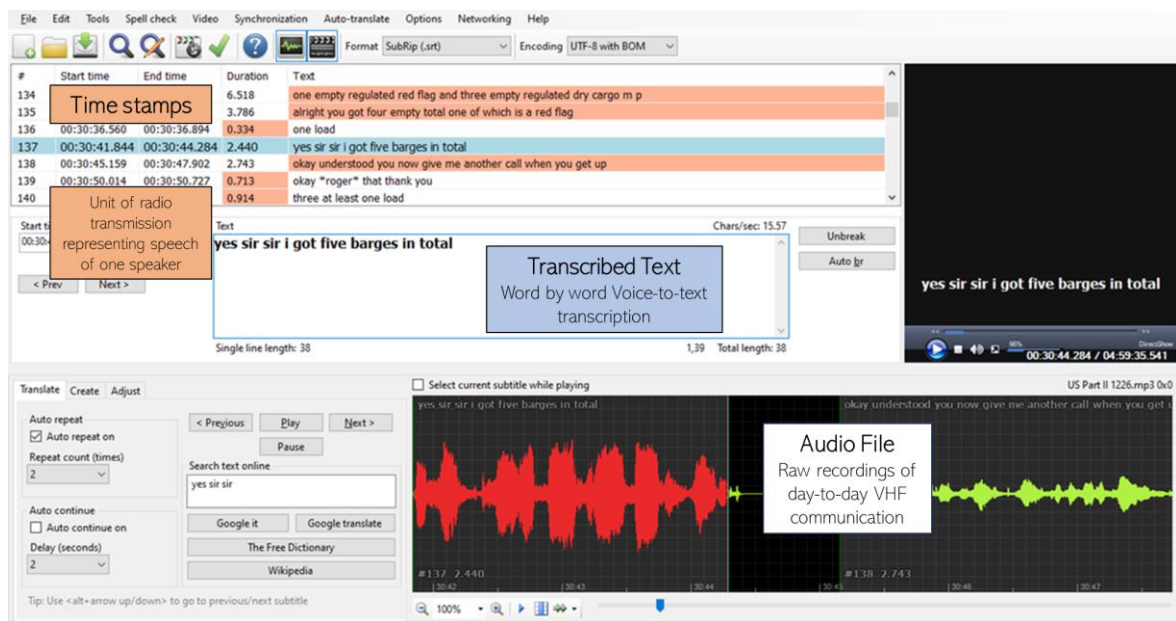 File Edit Tools Spell check Video Synchronization Auto-translate Options Networking Help
Format SubRip (.srt) Encoding UTF-8 with BOM
# Start time End time Duration Text
134 6.518 one empty regulated red flag and three empty regulated dry cargo m p
135 3.786 alright you got four empty total one of which is a red flag
Time stamps
136 00:30:36.560 00:30:36.894 0.334 one load
137 00:30:41.844 00:30:44.284 2.440 yes sir sir i got five barges in total
138 00:30:45.159 00:30:47.902 2.743 okay understood you now give me another call when you get up
139 00:30:50.014 00:30:50.727 0.713 okay *roger* that thank you
140 0.914 three at least one load
Unit of radio
transmission
representing speech
of one speaker
Text Chars/sec: 15.57
yes sir sir i got five barges in total
Unbreak
Auto br
Transcribed Text
Word by word Voice-to-text
transcription
< Prev Next >
Single line length: 38 1,39 Total length: 38
yes sir sir i got five barges in total
DirectShow
00:30:44.284 / 04:59:35.541
Translate Create Adjust
Auto repeat
Auto repeat on
Repeat count (times)
2
Auto continue
Auto continue on
Delay (seconds)
2
< Previous Play Next >
Pause
Search text online
yes sir sir
Google it Google translate
The Free Dictionary
Wikipedia
Tip: Use <alt+arrow up/down> to go to previous/next subtitle
Select current subtitle while playing US Part II 1226.mp3 0x0
yes sir sir i got five barges in total okay understood you now give me another call when you get
Audio File
Raw recordings of
day-to-day VHF
communication
#137 2.440 #138 2.743
30:42 30:43 30:44 30:46 30:47
100%